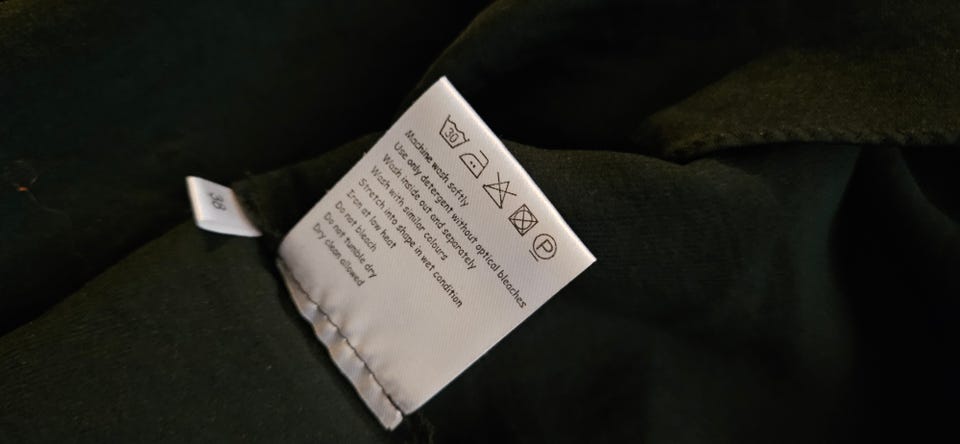 38
30
P
Machine wash softly
Use only detergent without optical bleaches
Wash inside out and separately
Wash with similar colours
Stretch into shape in wet condition
Iron at low heat
Do not bleach
Do not tumble dry
Dry clean allowed